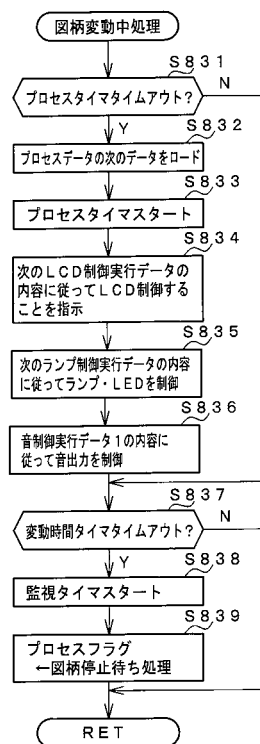 図柄変動中処理
S831
プロセスタイマタイムアウト?
N
Y
S832
プロセスデータの次のデータをロード
S833
プロセスタイマスタート
S834
次のLCD制御実行データの
内容に従ってLCD制御する
ことを指示
S835
次のランプ制御実行データの内容
に従ってランプ・LEDを制御
S836
音制御実行データ1の内容に
従って音出力を制御
S837
変動時間タイマタイムアウト?
N
Y
S838
監視タイマスタート
S839
プロセスフラグ
←図柄停止待ち処理
RET